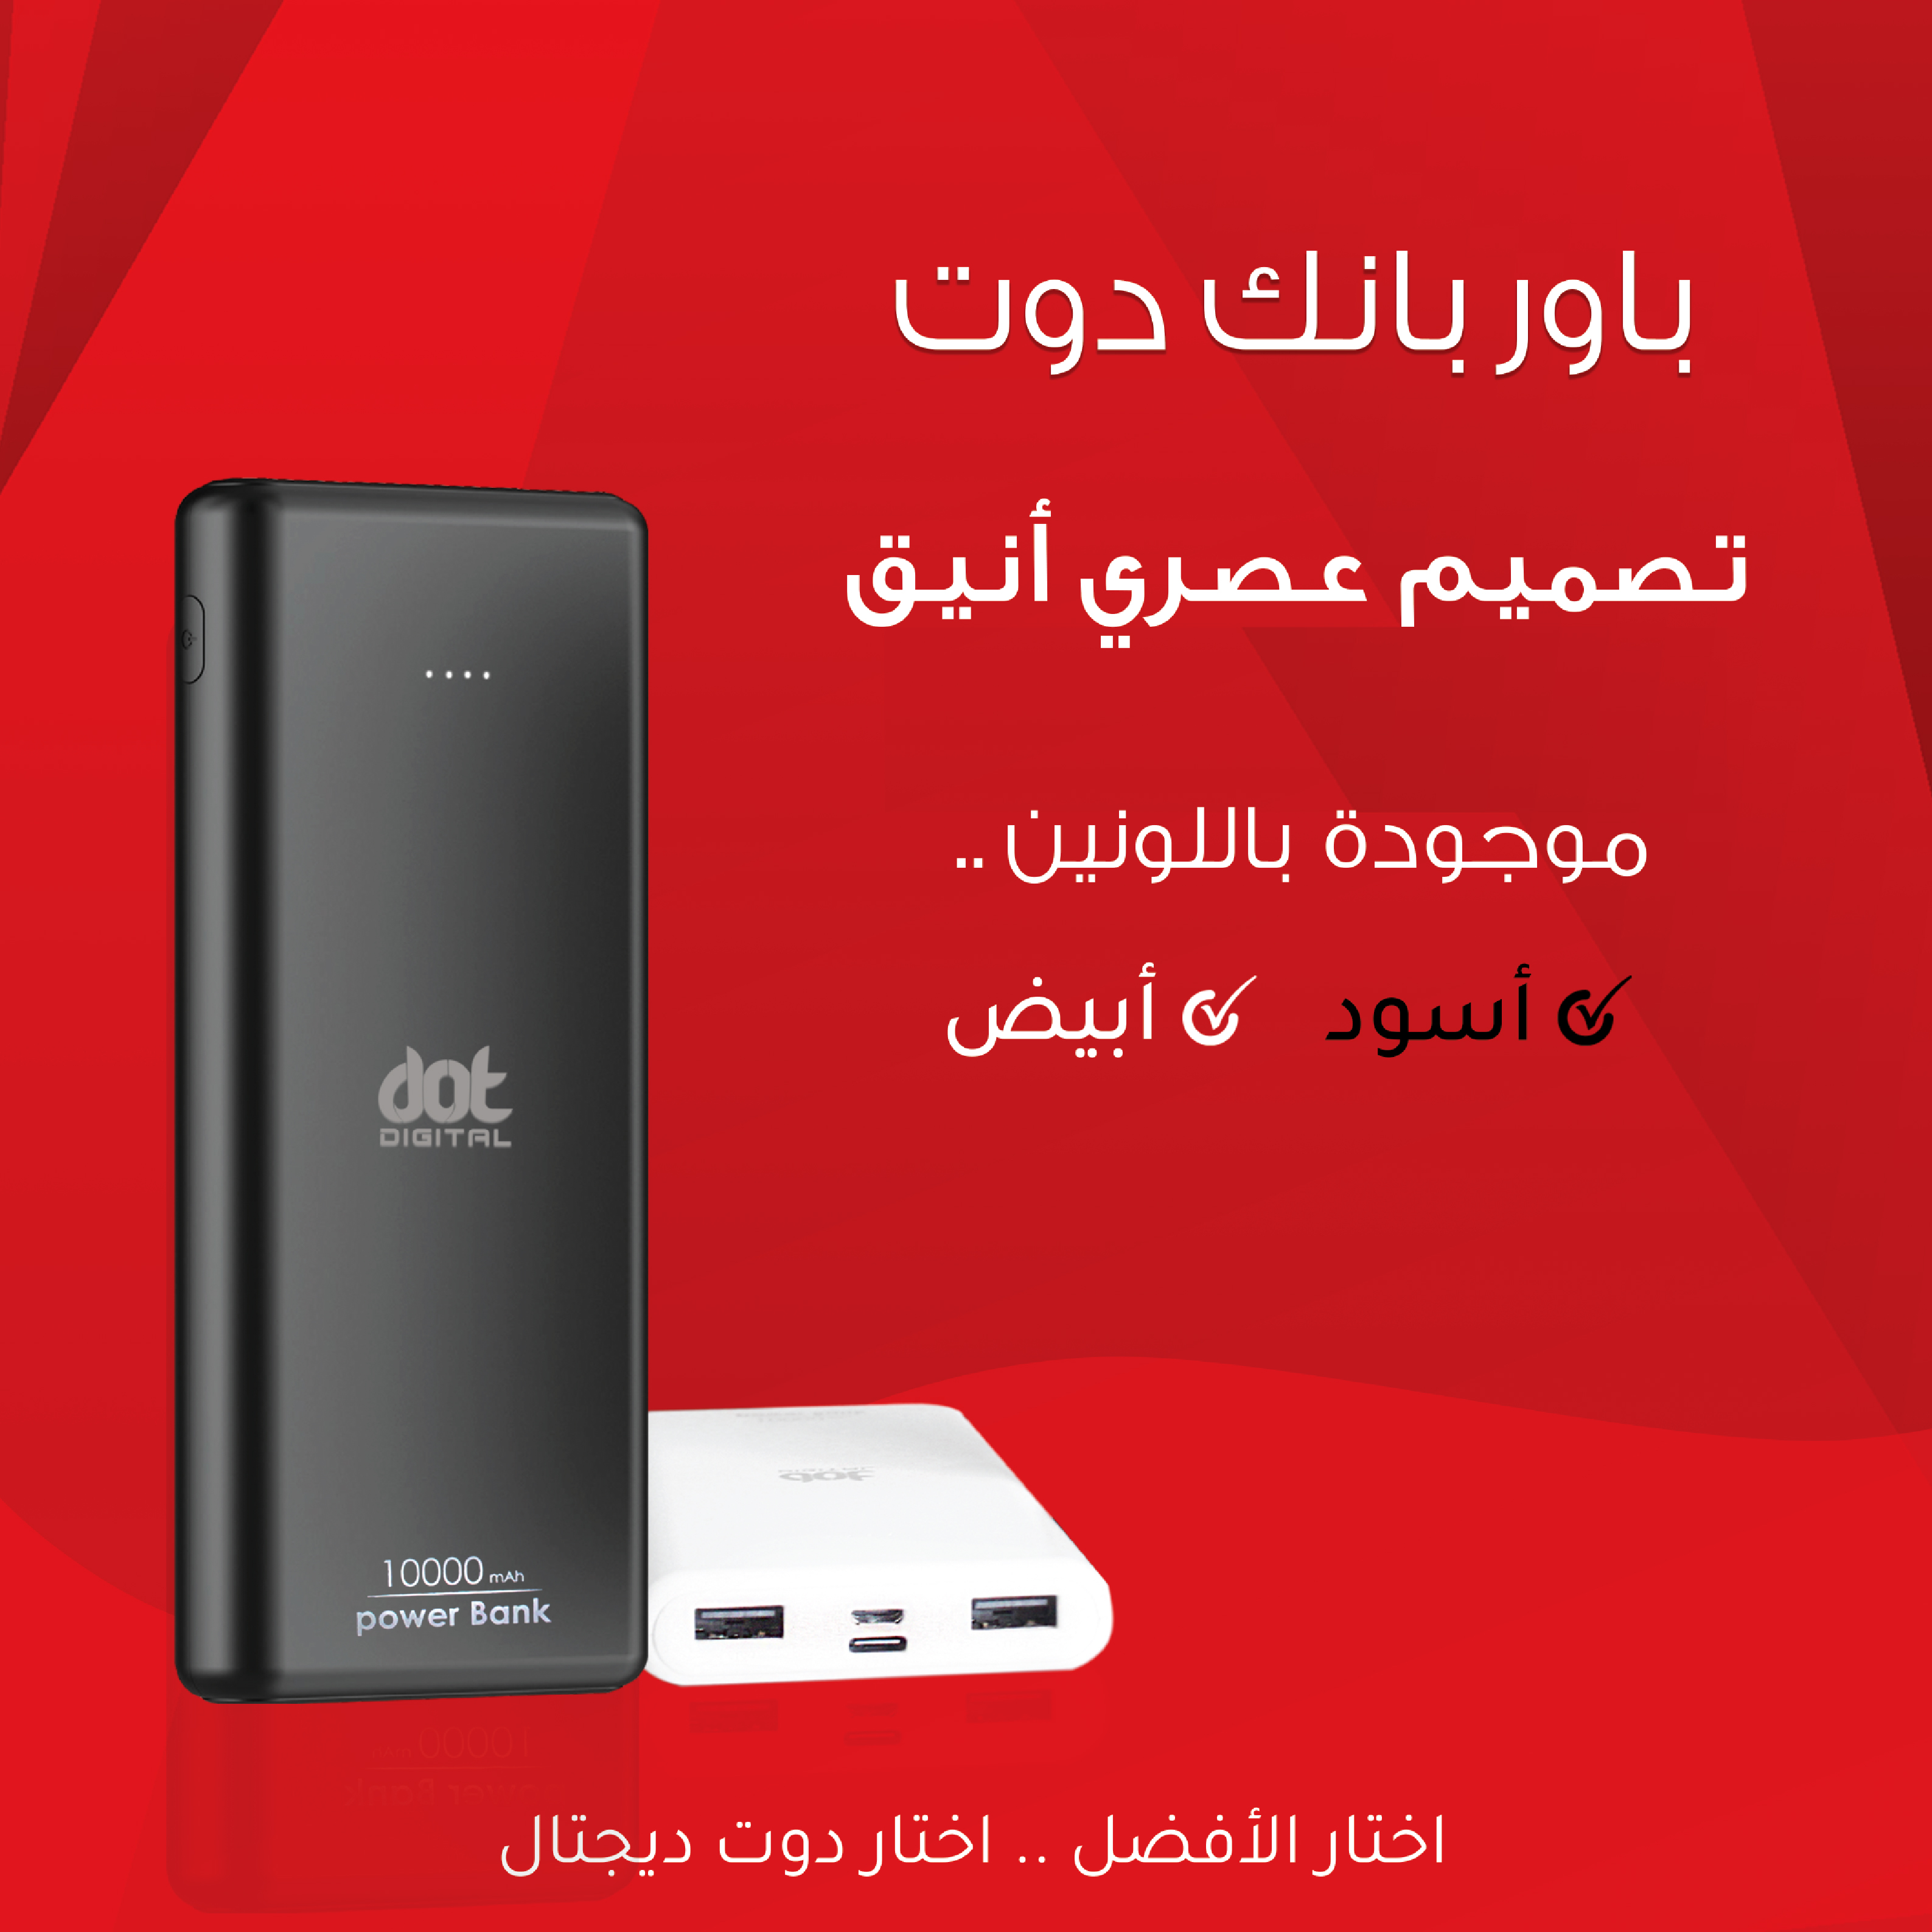 باور بانك دوت
تصميم عصري أنيق
موجودة باللونين ..
أسود أبيض
dot
DIGITAL
10000 mAh
power Bank
dot
اختار الأفضل .. اختار دوت ديجتال